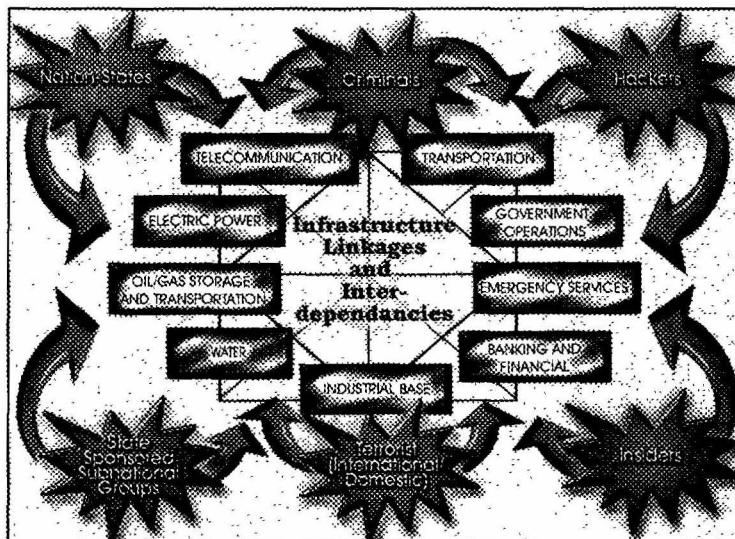 Nation-States
Criminals
Hackers
TELECOMMUNICATION
TRANSPORTATION
ELECTRIC POWER
GOVERNMENT
OPERATIONS
Infrastructure
Linkages
and
Inter-
dependancies
OIL/GAS STORAGE
AND TRANSPORTATION
EMERGENCY SERVICES
WATER
BANKING AND
FINANCIAL
INDUSTRIAL BASE
State
Sponsored
Subnational
Groups
Terrorist
(International
Domestic)
Insiders